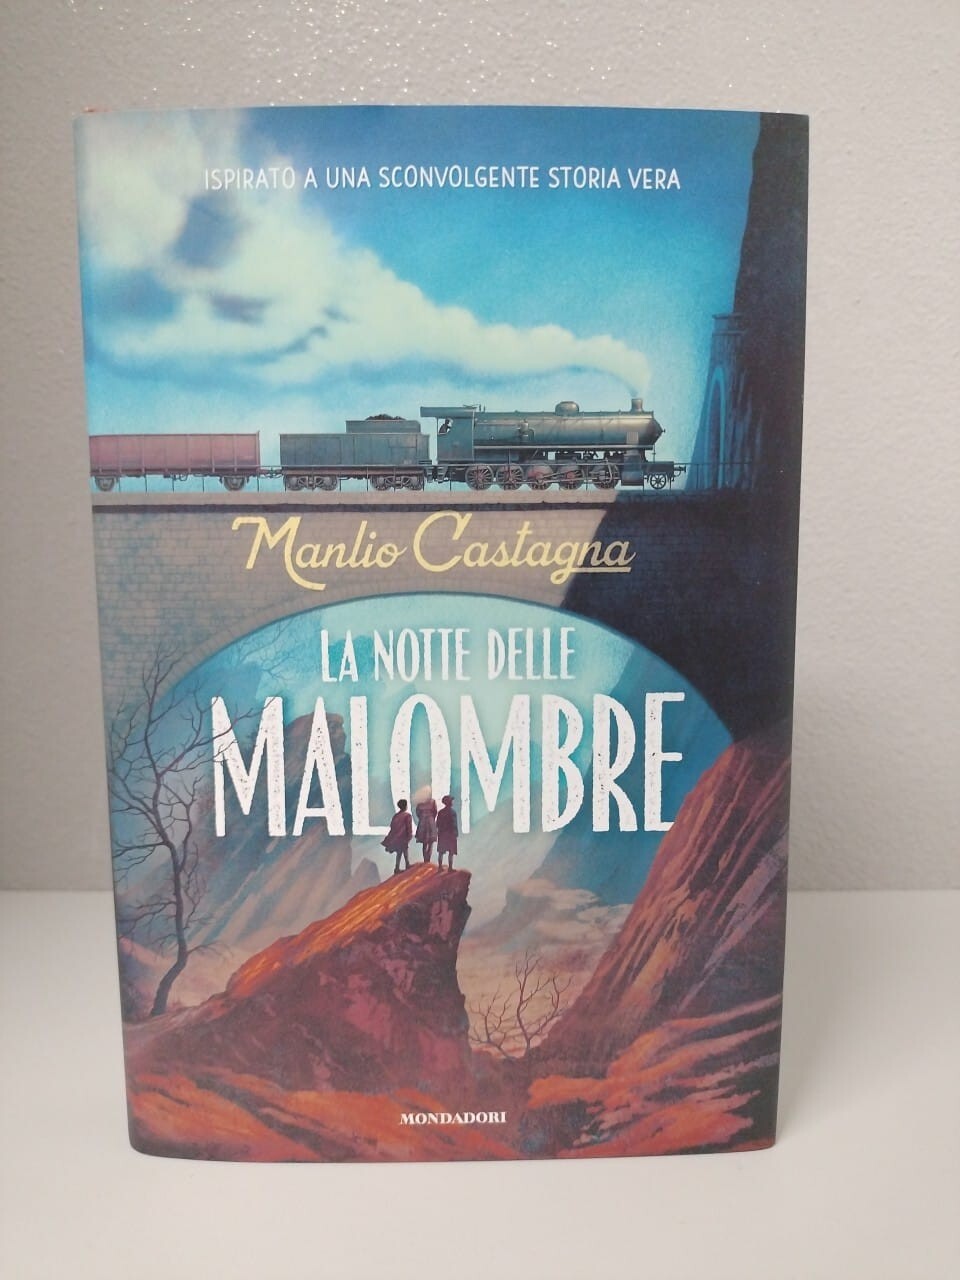 ISPIRATO A UNA SCONVOLGENTE STORIA VERA
Manlio Castagna
LA NOTTE DELLE
MALOMBRE
MONDADORI